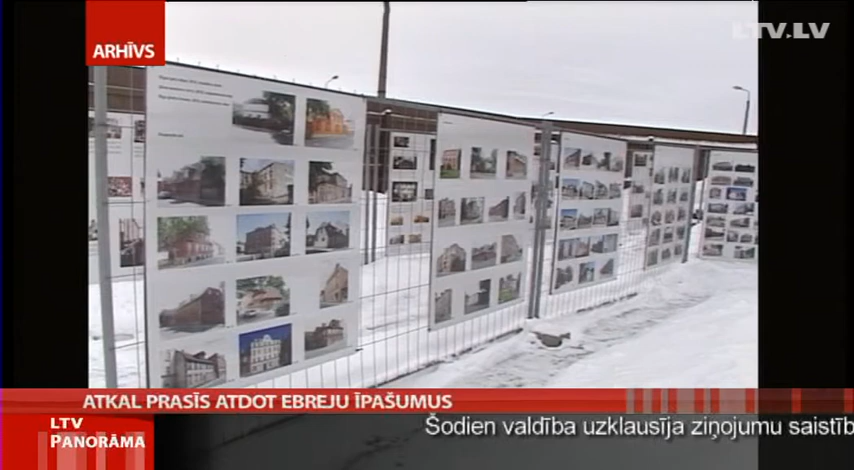 ARHĪVS
LTV.LV
ATKAL PRASĪS ATDOT EBREJU ĪPAŠUMUS
LTV
PANORĀMA
Šodien valdība uzklausīja ziņojumu saistīb